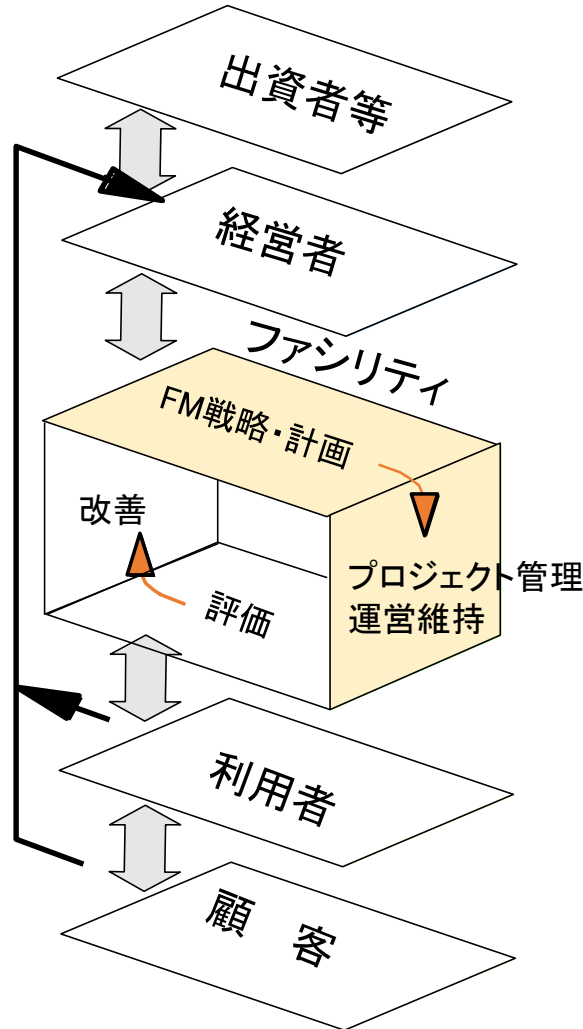 出資者等
経営者
ファシリティ
FM戦略・計画
改善
プロジェクト管理
運営維持
評価
利用者
顧　客